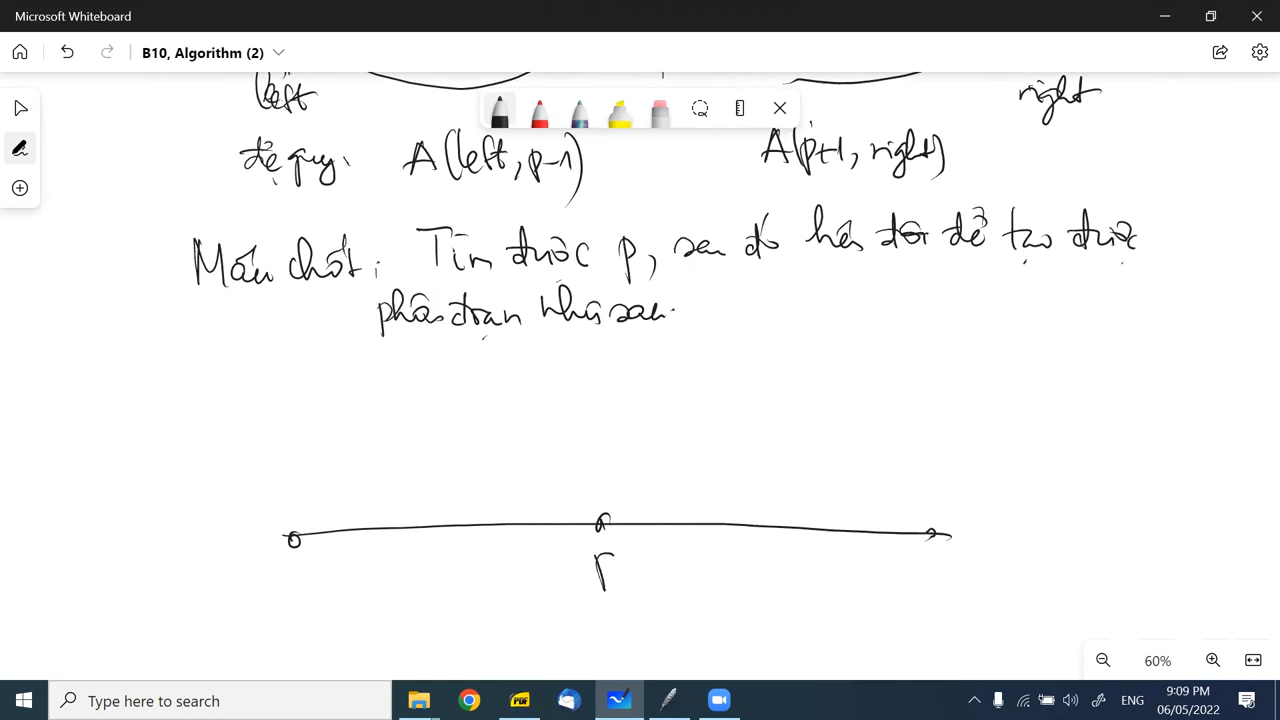 Microsoft Whiteboard
B10, Algorithm (2)
left
right
đệ quy: A(left, p-1) A(p+1, right)
Mấu chốt: Tìm được p, sau đó hoán đổi để tạo được
phân đoạn như sau:
p
60%
Type here to search
ENG
9:09 PM
06/05/2022